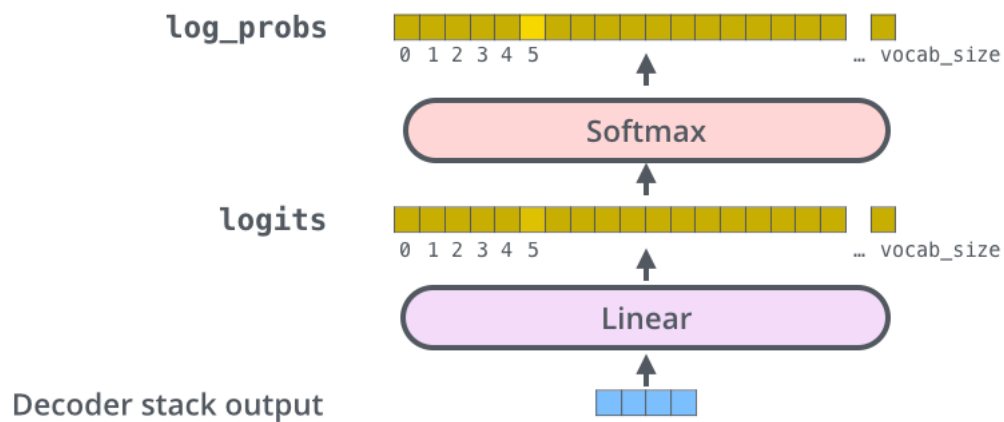 log_probs
0 1 2 3 4 5 … vocab_size
Softmax
logits
0 1 2 3 4 5 … vocab_size
Linear
Decoder stack output